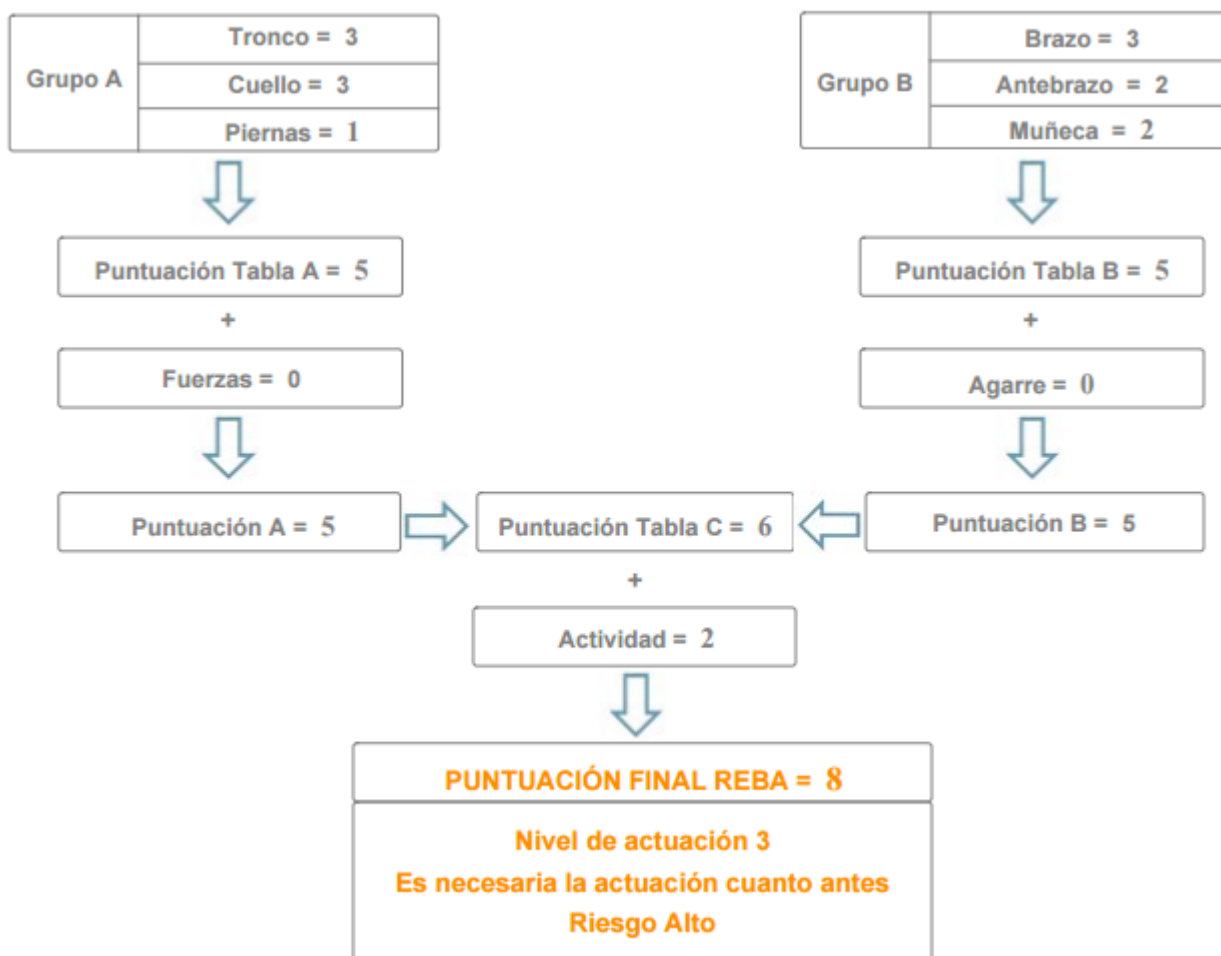 Grupo A
Tronco = 3
Cuello = 3
Piernas = 1
Grupo B
Brazo = 3
Antebrazo = 2
Muñeca = 2
Puntuación Tabla A = 5
+
Fuerzas = 0
Puntuación Tabla B = 5
+
Agarre = 0
Puntuación A = 5
Puntuación Tabla C = 6
Puntuación B = 5
+
Actividad = 2
PUNTUACIÓN FINAL REBA = 8
Nivel de actuación 3
Es necesaria la actuación cuanto antes
Riesgo Alto